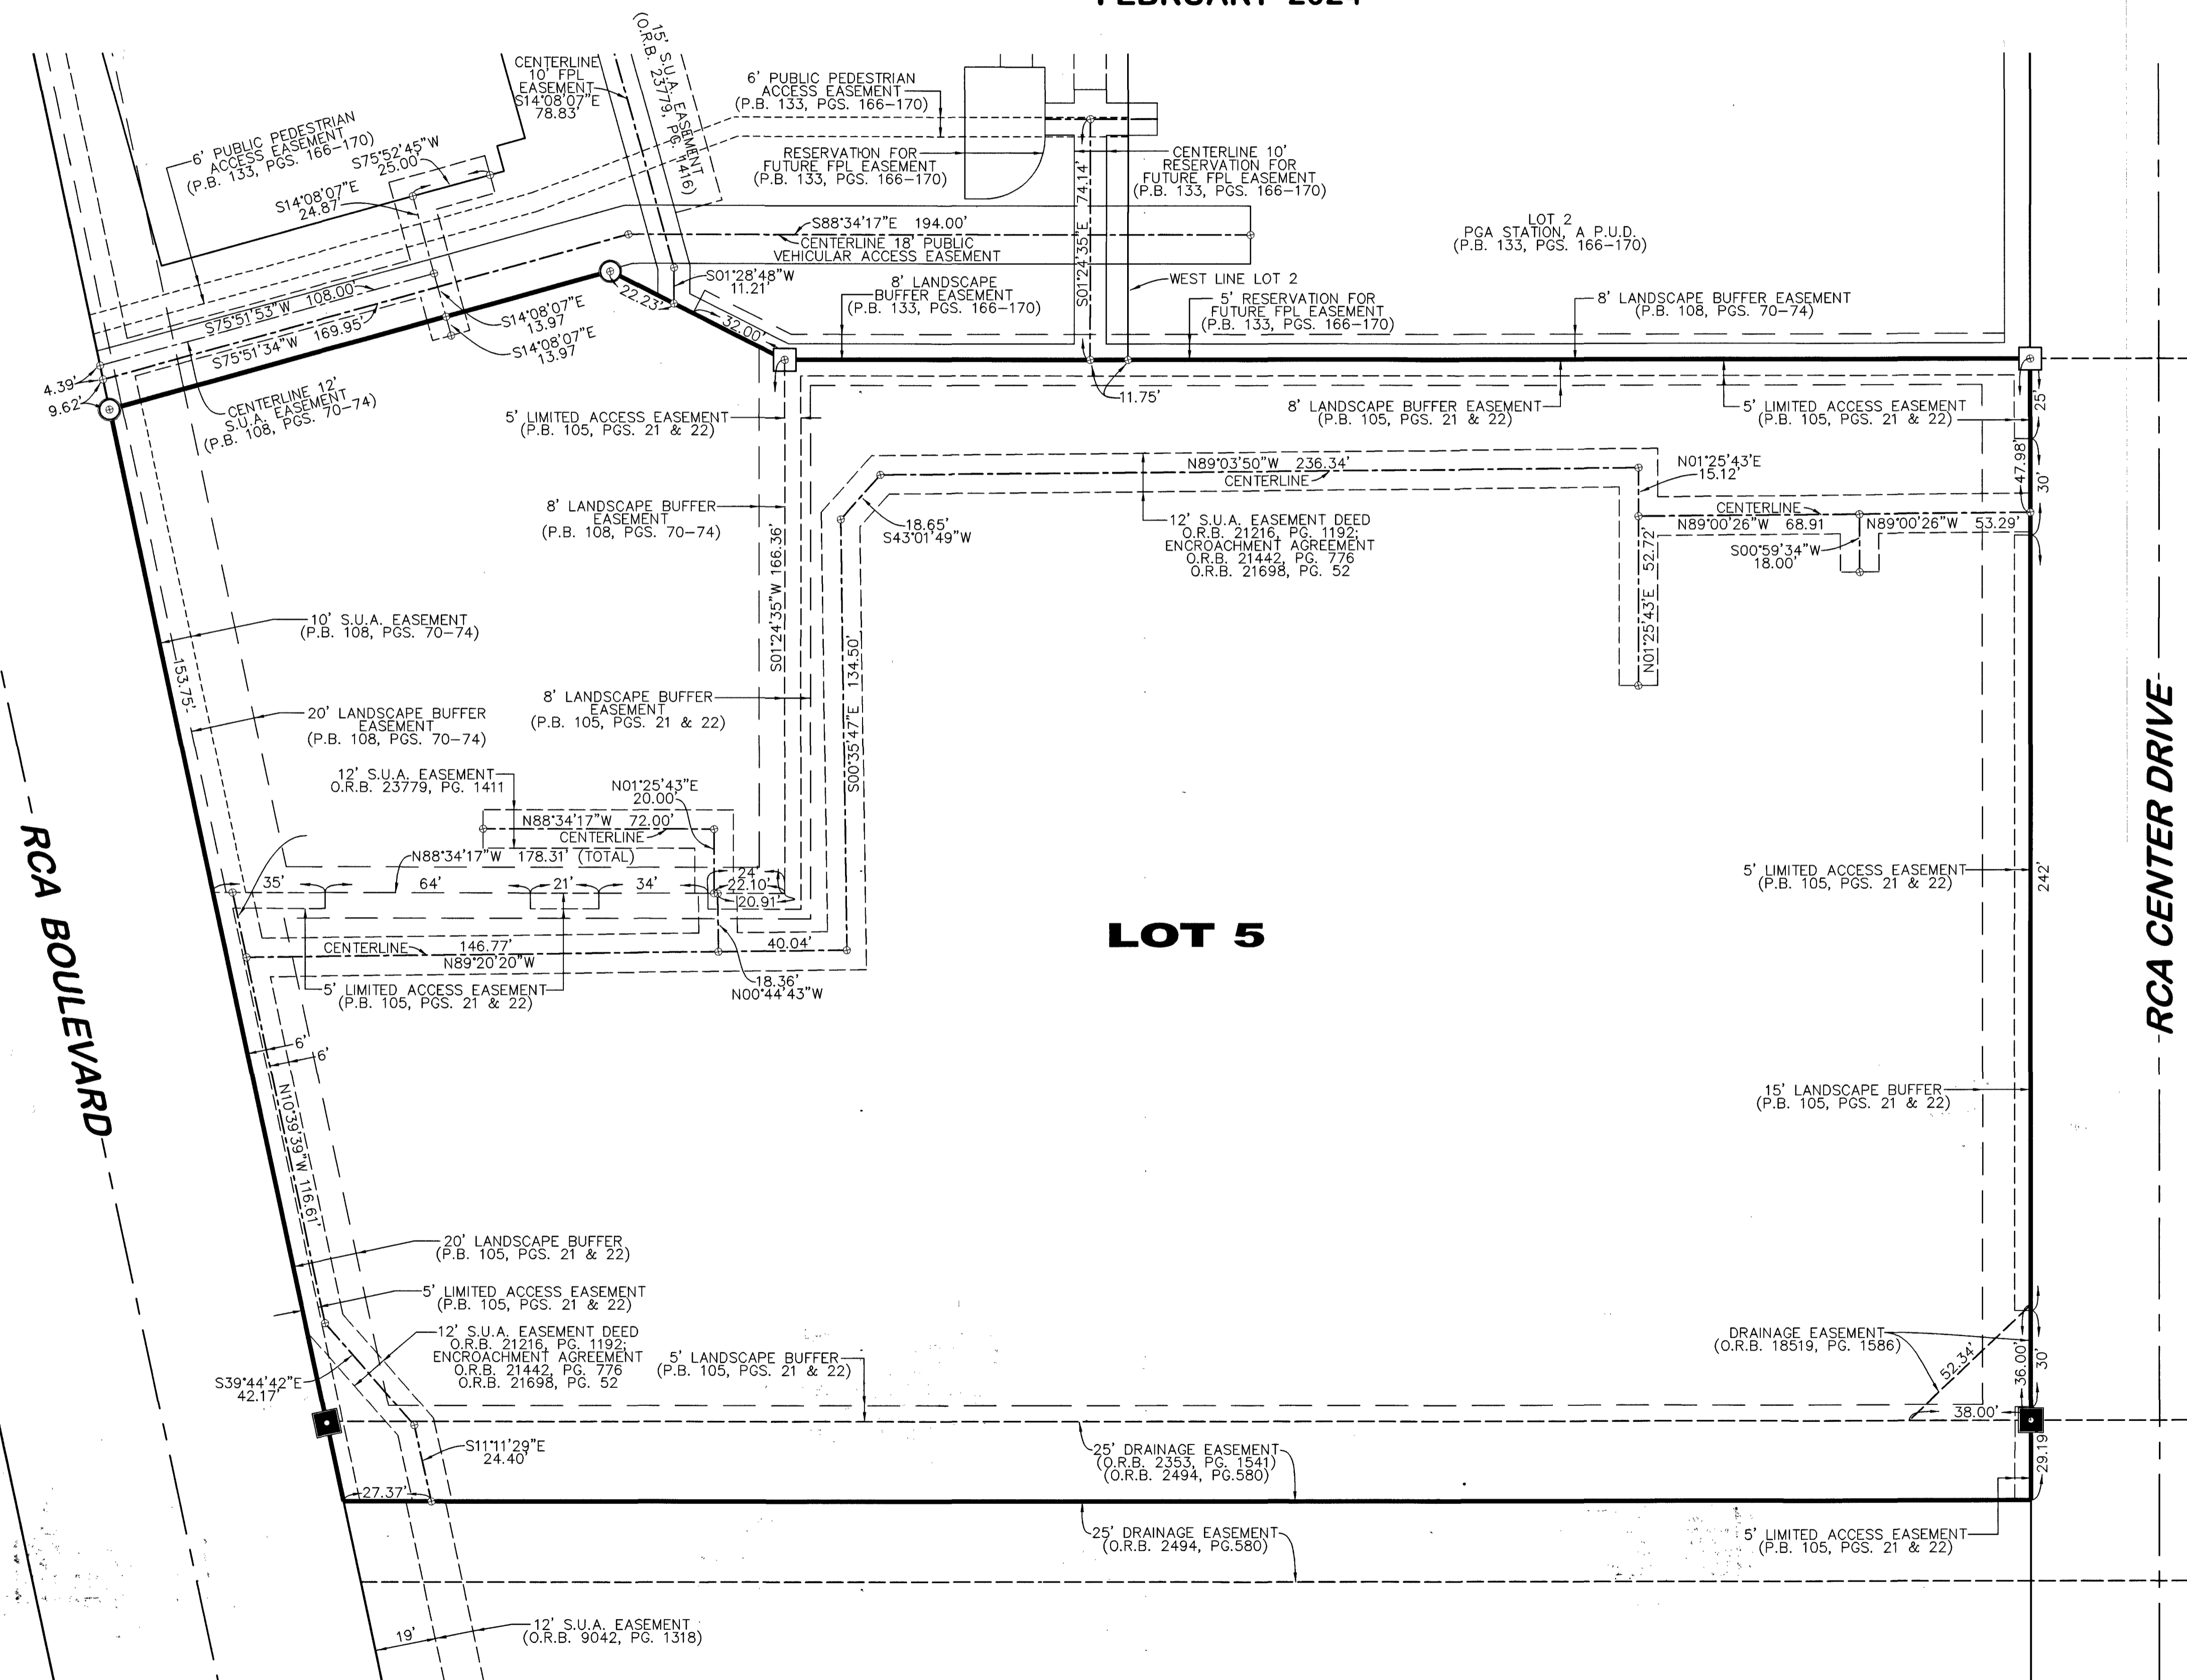 CENTERLINE
10' FPL
EASEMENT
S14°08'07"E
78.83'
15' S.U.A. EASEMENT
(O.R.B. 23779, PG. 1416)
6' PUBLIC PEDESTRIAN
ACCESS EASEMENT
(P.B. 133, PGS. 166-170)
6' PUBLIC PEDESTRIAN
ACCESS EASEMENT
(P.B. 133, PGS. 166-170)
S75°52'45"W
25.00'
S14°08'07"E
24.87'
RESERVATION FOR
FUTURE FPL EASEMENT
(P.B. 133, PGS. 166-170)
CENTERLINE 10'
RESERVATION FOR
FUTURE FPL EASEMENT
(P.B. 133, PGS. 166-170)
S01°24'35"E 74.14'
LOT 2
PGA STATION, A P.U.D.
(P.B. 133, PGS. 166-170)
S88°34'17"E 194.00'
CENTERLINE 18' PUBLIC
VEHICULAR ACCESS EASEMENT
S01°28'48"W
11.21'
22.23'
32.00'
8' LANDSCAPE
BUFFER EASEMENT
(P.B. 133, PGS. 166-170)
WEST LINE LOT 2
5' RESERVATION FOR
FUTURE FPL EASEMENT
(P.B. 133, PGS. 166-170)
8' LANDSCAPE BUFFER EASEMENT
(P.B. 108, PGS. 70-74)
S75°51'53"W 108.00'
S75°51'34"W 169.95'
S14°08'07"E
13.97
S14°08'07"E
13.97
4.39'
9.62'
CENTERLINE 12'
S.U.A. EASEMENT
(P.B. 108, PGS. 70-74)
11.75'
5' LIMITED ACCESS EASEMENT
(P.B. 105, PGS. 21 & 22)
8' LANDSCAPE BUFFER EASEMENT
(P.B. 105, PGS. 21 & 22)
5' LIMITED ACCESS EASEMENT
(P.B. 105, PGS. 21 & 22)
25'
47.98'
30'
N89°03'50"W 236.34'
CENTERLINE
N01°25'43"E
15.12'
8' LANDSCAPE BUFFER
EASEMENT
(P.B. 108, PGS. 70-74)
18.65'
S43°01'49"W
12' S.U.A. EASEMENT DEED
O.R.B. 21216, PG. 1192;
ENCROACHMENT AGREEMENT
O.R.B. 21442, PG. 776
O.R.B. 21698, PG. 52
CENTERLINE
N89°00'26"W 68.91
N89°00'26"W 53.29'
S00°59'34"W
18.00'
N01°25'43"E 52.72'
S01°24'35"W 166.36'
S00°35'47"E 134.50'
10' S.U.A. EASEMENT
(P.B. 108, PGS. 70-74)
153.75'
20' LANDSCAPE BUFFER
EASEMENT
(P.B. 108, PGS. 70-74)
8' LANDSCAPE BUFFER
EASEMENT
(P.B. 105, PGS. 21 & 22)
12' S.U.A. EASEMENT
O.R.B. 23779, PG. 1411
N01°25'43"E
20.00'
N88°34'17"W 72.00'
CENTERLINE
N88°34'17"W 178.31' (TOTAL)
35'
64'
21'
34'
24'
22.10'
20.91'
CENTERLINE
146.77'
N89°20'20"W
40.04'
18.36'
N00°44'43"W
5' LIMITED ACCESS EASEMENT
(P.B. 105, PGS. 21 & 22)
LOT 5
5' LIMITED ACCESS EASEMENT
(P.B. 105, PGS. 21 & 22)
242'
RCA BOULEVARD
RCA CENTER DRIVE
6'
6'
N10°39'39"W 116.61'
15' LANDSCAPE BUFFER
(P.B. 105, PGS. 21 & 22)
20' LANDSCAPE BUFFER
(P.B. 105, PGS. 21 & 22)
5' LIMITED ACCESS EASEMENT
(P.B. 105, PGS. 21 & 22)
12' S.U.A. EASEMENT DEED
O.R.B. 21216, PG. 1192;
ENCROACHMENT AGREEMENT
O.R.B. 21442, PG. 776
O.R.B. 21698, PG. 52
5' LANDSCAPE BUFFER
(P.B. 105, PGS. 21 & 22)
DRAINAGE EASEMENT
(O.R.B. 18519, PG. 1586)
52.34'
36.00'
30'
38.00'
S39°44'42"E
42.17'
S11°11'29"E
24.40'
25' DRAINAGE EASEMENT
(O.R.B. 2353, PG. 1541)
(O.R.B. 2494, PG.580)
29.19
27.37'
25' DRAINAGE EASEMENT
(O.R.B. 2494, PG.580)
5' LIMITED ACCESS EASEMENT
(P.B. 105, PGS. 21 & 22)
19'
12' S.U.A. EASEMENT
(O.R.B. 9042, PG. 1318)